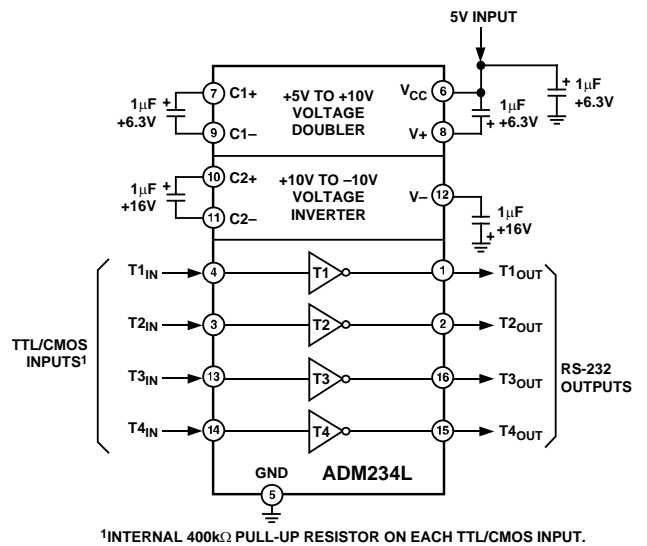 5V INPUT
7 C1+
1µF +
+6.3V
9 C1–
+5V TO +10V
VOLTAGE
DOUBLER
VCC 6
V+ 8
1µF
+ +6.3V
+ 1µF
+6.3V
10 C2+
1µF +
+16V
11 C2–
+10V TO –10V
VOLTAGE
INVERTER
V– 12
1µF
+ +16V
TTL/CMOS
INPUTS1
T1IN 4 T1 1 T1OUT
T2IN 3 T2 2 T2OUT
T3IN 13 T3 16 T3OUT
T4IN 14 T4 15 T4OUT
RS-232
OUTPUTS
GND
5
ADM234L
1INTERNAL 400kΩ PULL-UP RESISTOR ON EACH TTL/CMOS INPUT.